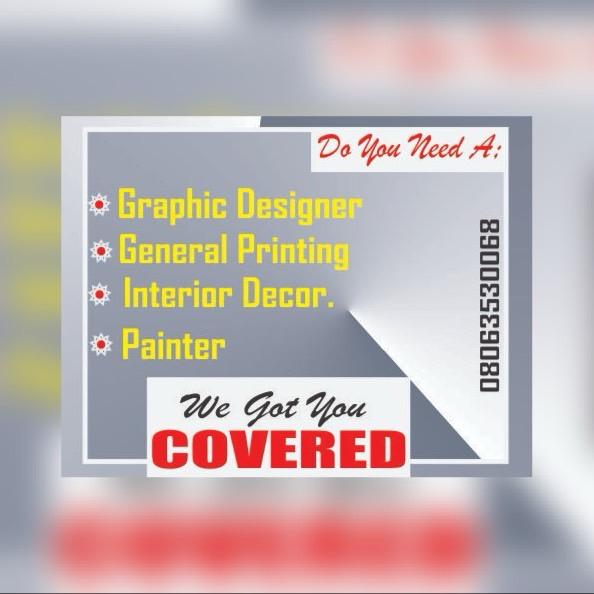 Do You Need A:
Graphic Designer
General Printing
Interior Decor.
Painter
08063530068
We Got You
COVERED